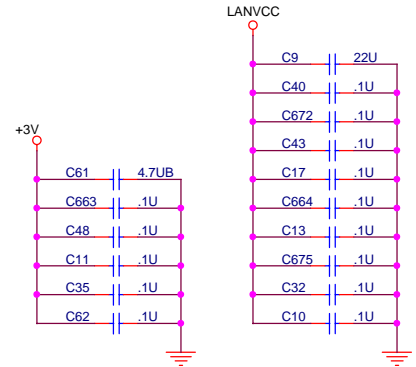 LANVCC
C9 22U
C40 .1U
C672 .1U
C43 .1U
C17 .1U
C664 .1U
C13 .1U
C675 .1U
C32 .1U
C10 .1U
+3V
C61 4.7UB
C663 .1U
C48 .1U
C11 .1U
C35 .1U
C62 .1U